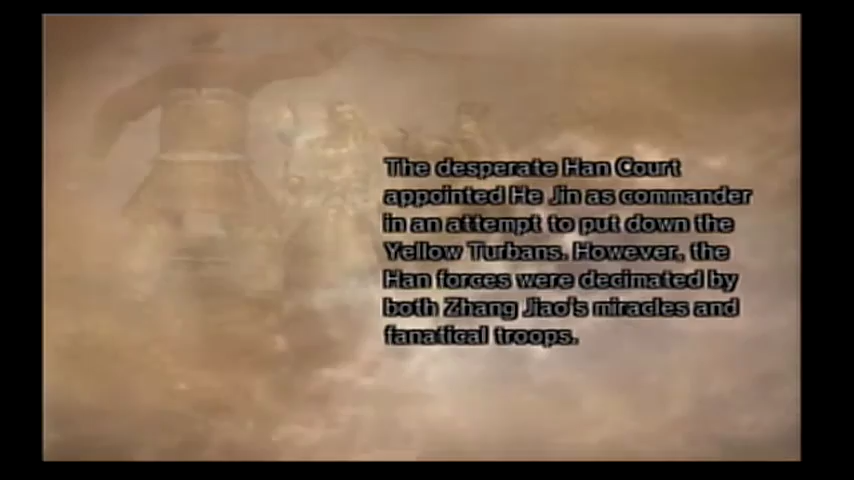 The desperate Han Court
appointed He Jin as commander
in an attempt to put down the
Yellow Turbans. However, the
Han forces were decimated by
both Zhang Jiao's miracles and
fanatical troops.